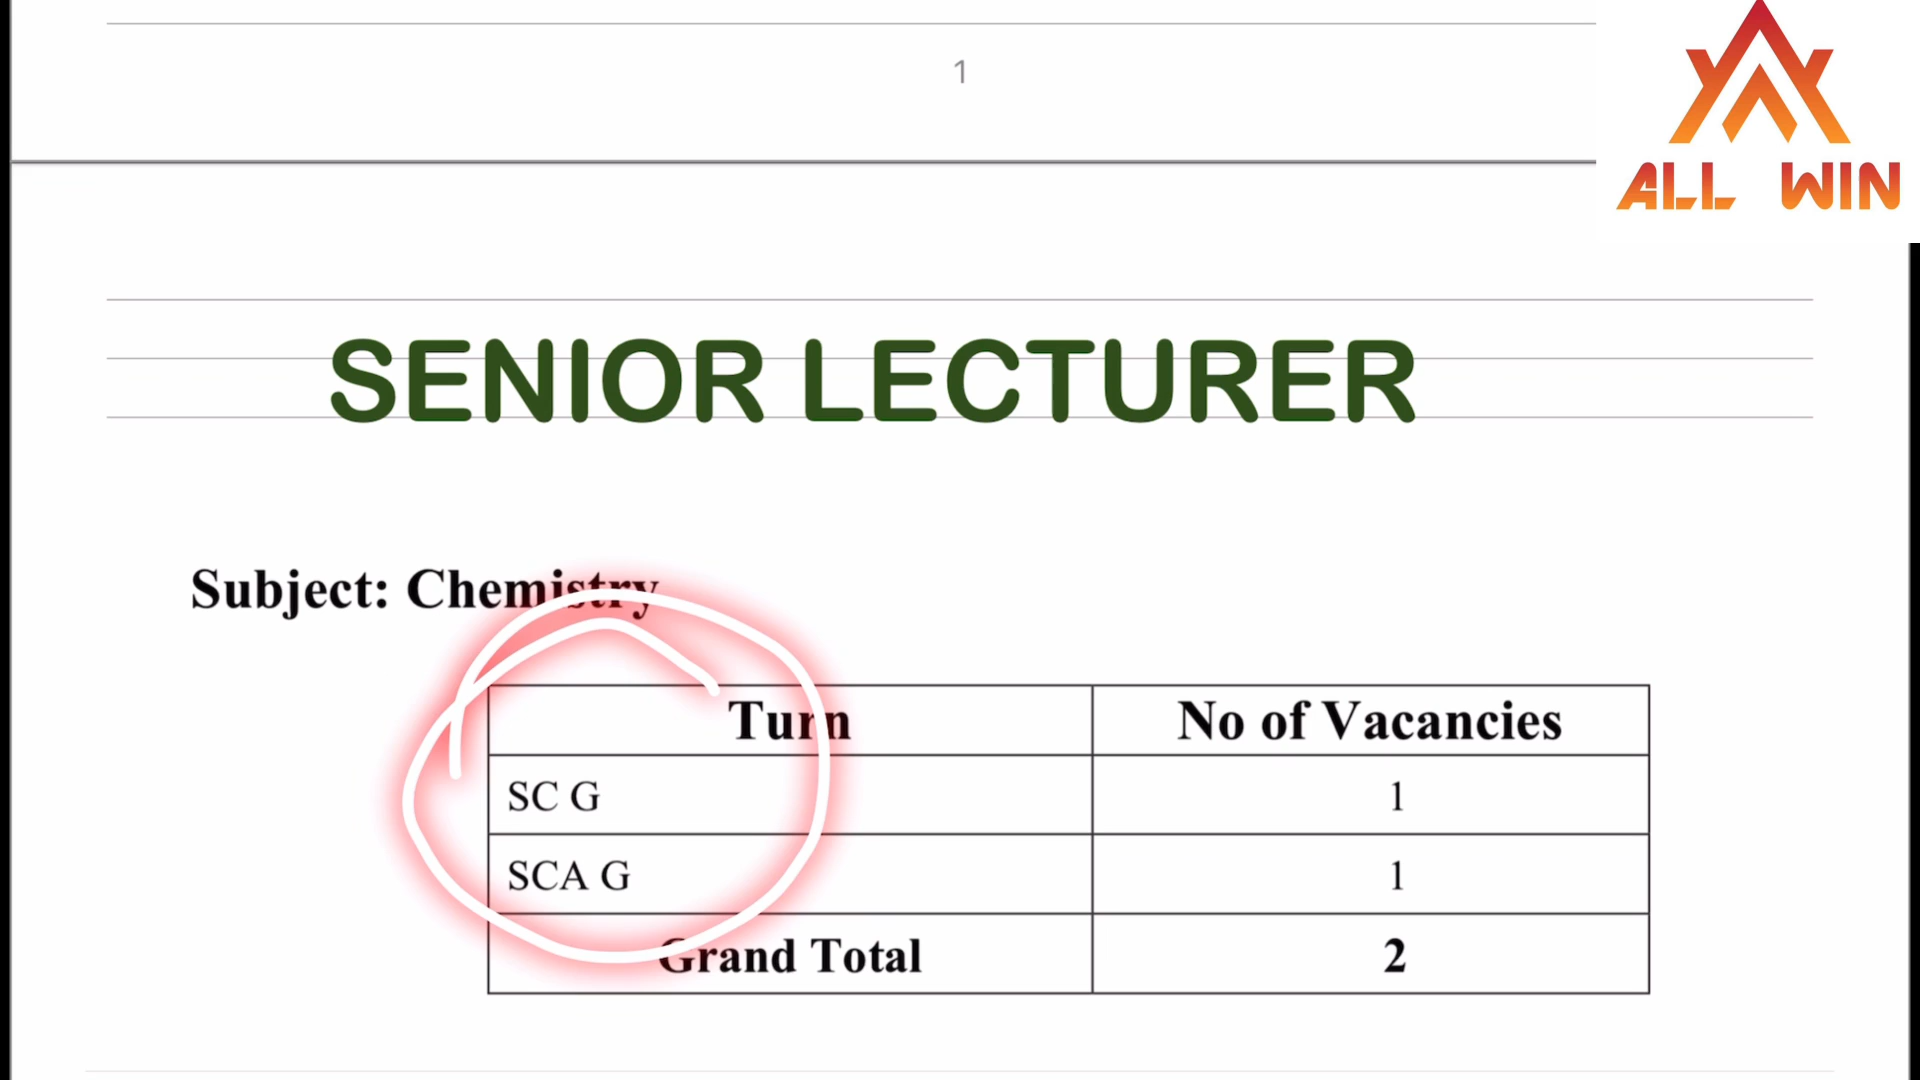 1
ALL WIN
SENIOR LECTURER
Subject: Chemistry
Turn No of Vacancies
SC G 1
SCA G 1
Grand Total 2